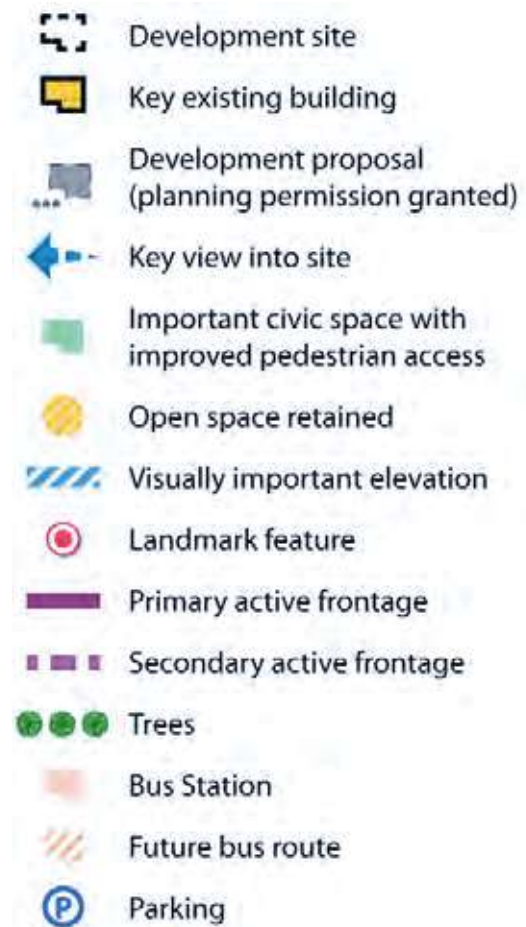 Development site
Key existing building
Development proposal
(planning permission granted)
Key view into site
Important civic space with
improved pedestrian access
Open space retained
Visually important elevation
Landmark feature
Primary active frontage
Secondary active frontage
Trees
Bus Station
Future bus route
P Parking